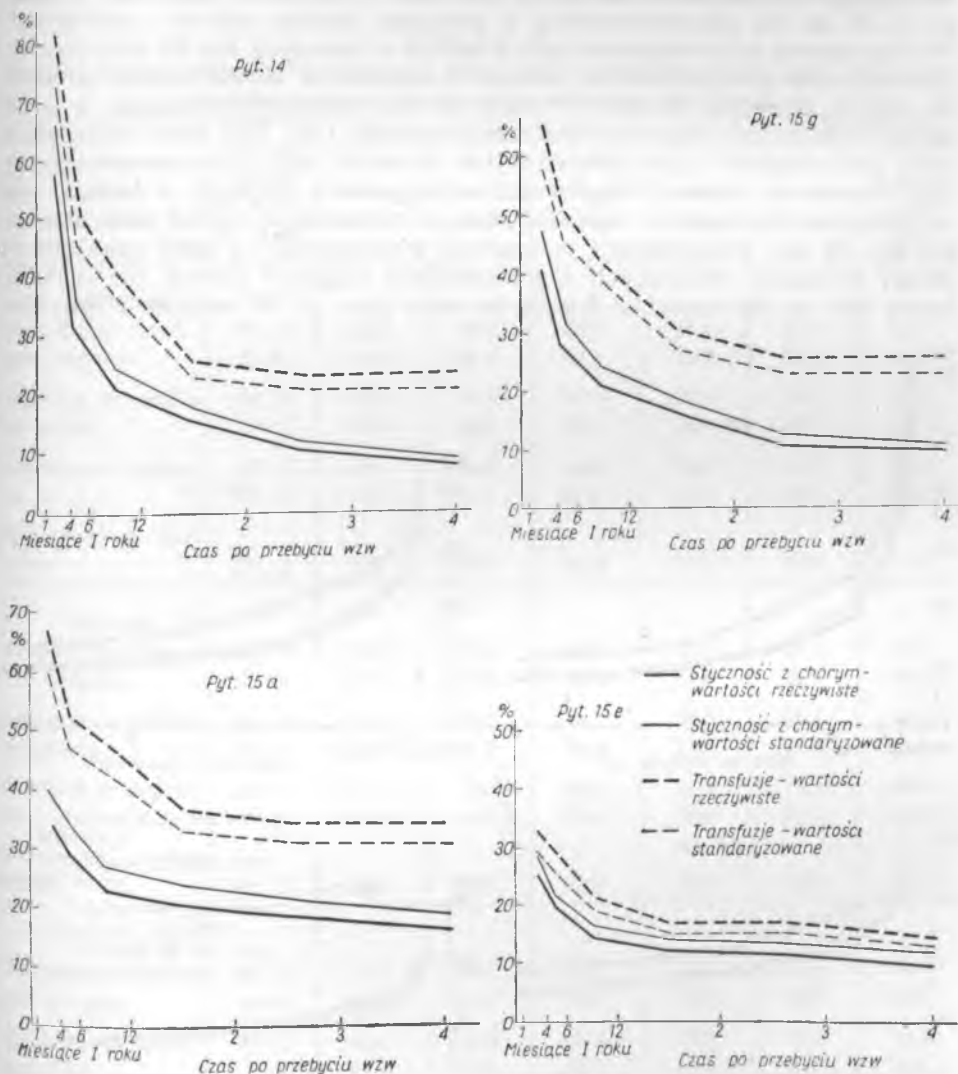 %
80
70
60
50
40
30
20
10
0
Pyt. 14
1 4 6 12 2 3 4
Miesiące I roku
Czas po przebyciu wzw
%
60
50
40
30
20
10
0
Pyt. 15 g
1 4 6 12 2 3 4
Miesiące I roku
Czas po przebyciu wzw
70
%
60
50
40
30
20
10
0
Pyt. 15 a
1 4 6 12 2 3 4
Miesiące I roku
Czas po przebyciu wzw
%
50
40
30
20
10
0
Pyt. 15 e
Styczność z chorym -
wartości rzeczywiste
Styczność z chorym -
wartości standaryzowane
Transfuzje - wartości
rzeczywiste
Transfuzje - wartości
standaryzowane
1 4 6 12 2 3 4
Miesiące I roku
Czas po przebyciu wzw